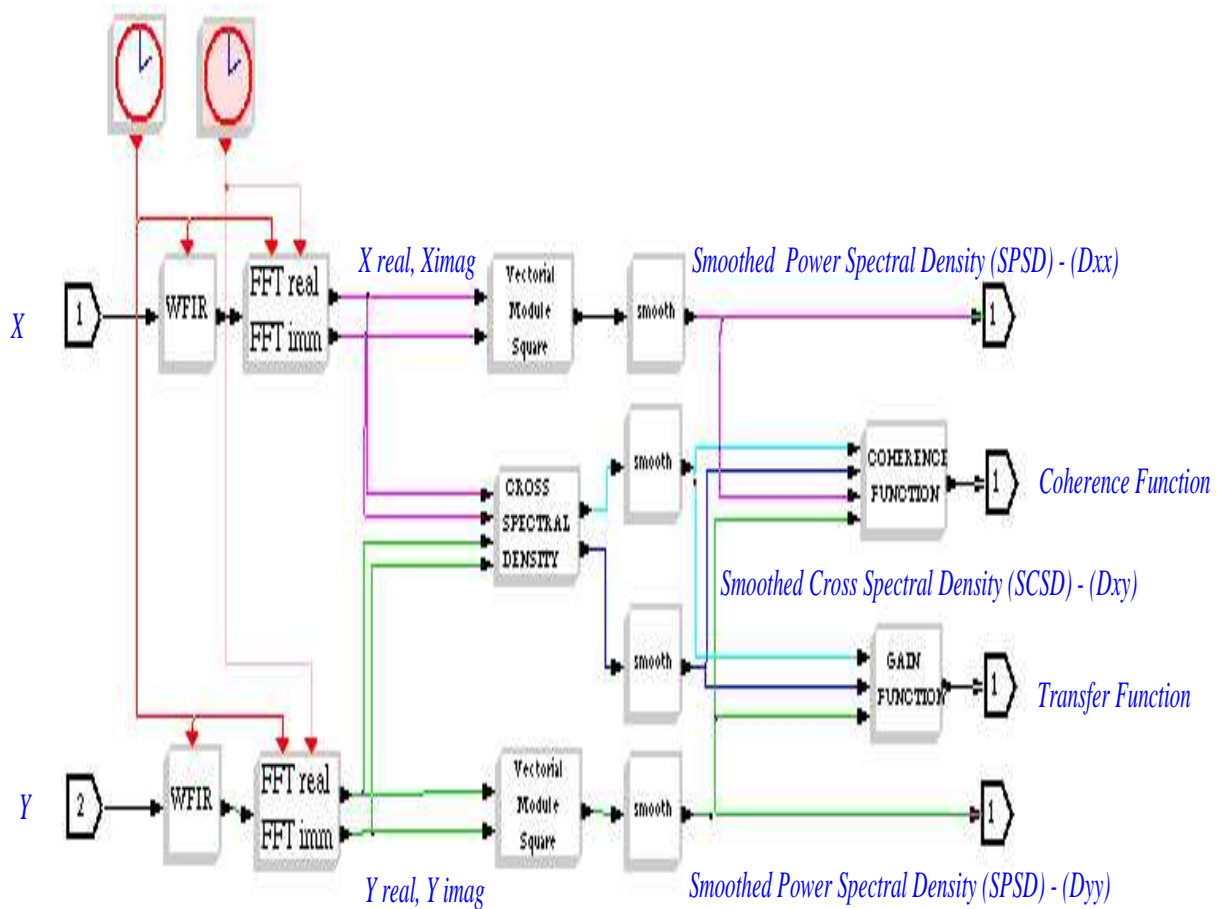 X real, Ximag
Smoothed Power Spectral Density (SPSD) - (Dxx)
X
1
WFIR
FFT real
FFT imm
Vectorial
Module
Square
smooth
1
CROSS
SPECTRAL
DENSITY
smooth
COHERENCE
FUNCTION
1
Coherence Function
Smoothed Cross Spectral Density (SCSD) - (Dxy)
smooth
GAIN
FUNCTION
1
Transfer Function
Y
2
WFIR
FFT real
FFT imm
Vectorial
Module
Square
smooth
1
Y real, Y imag
Smoothed Power Spectral Density (SPSD) - (Dyy)